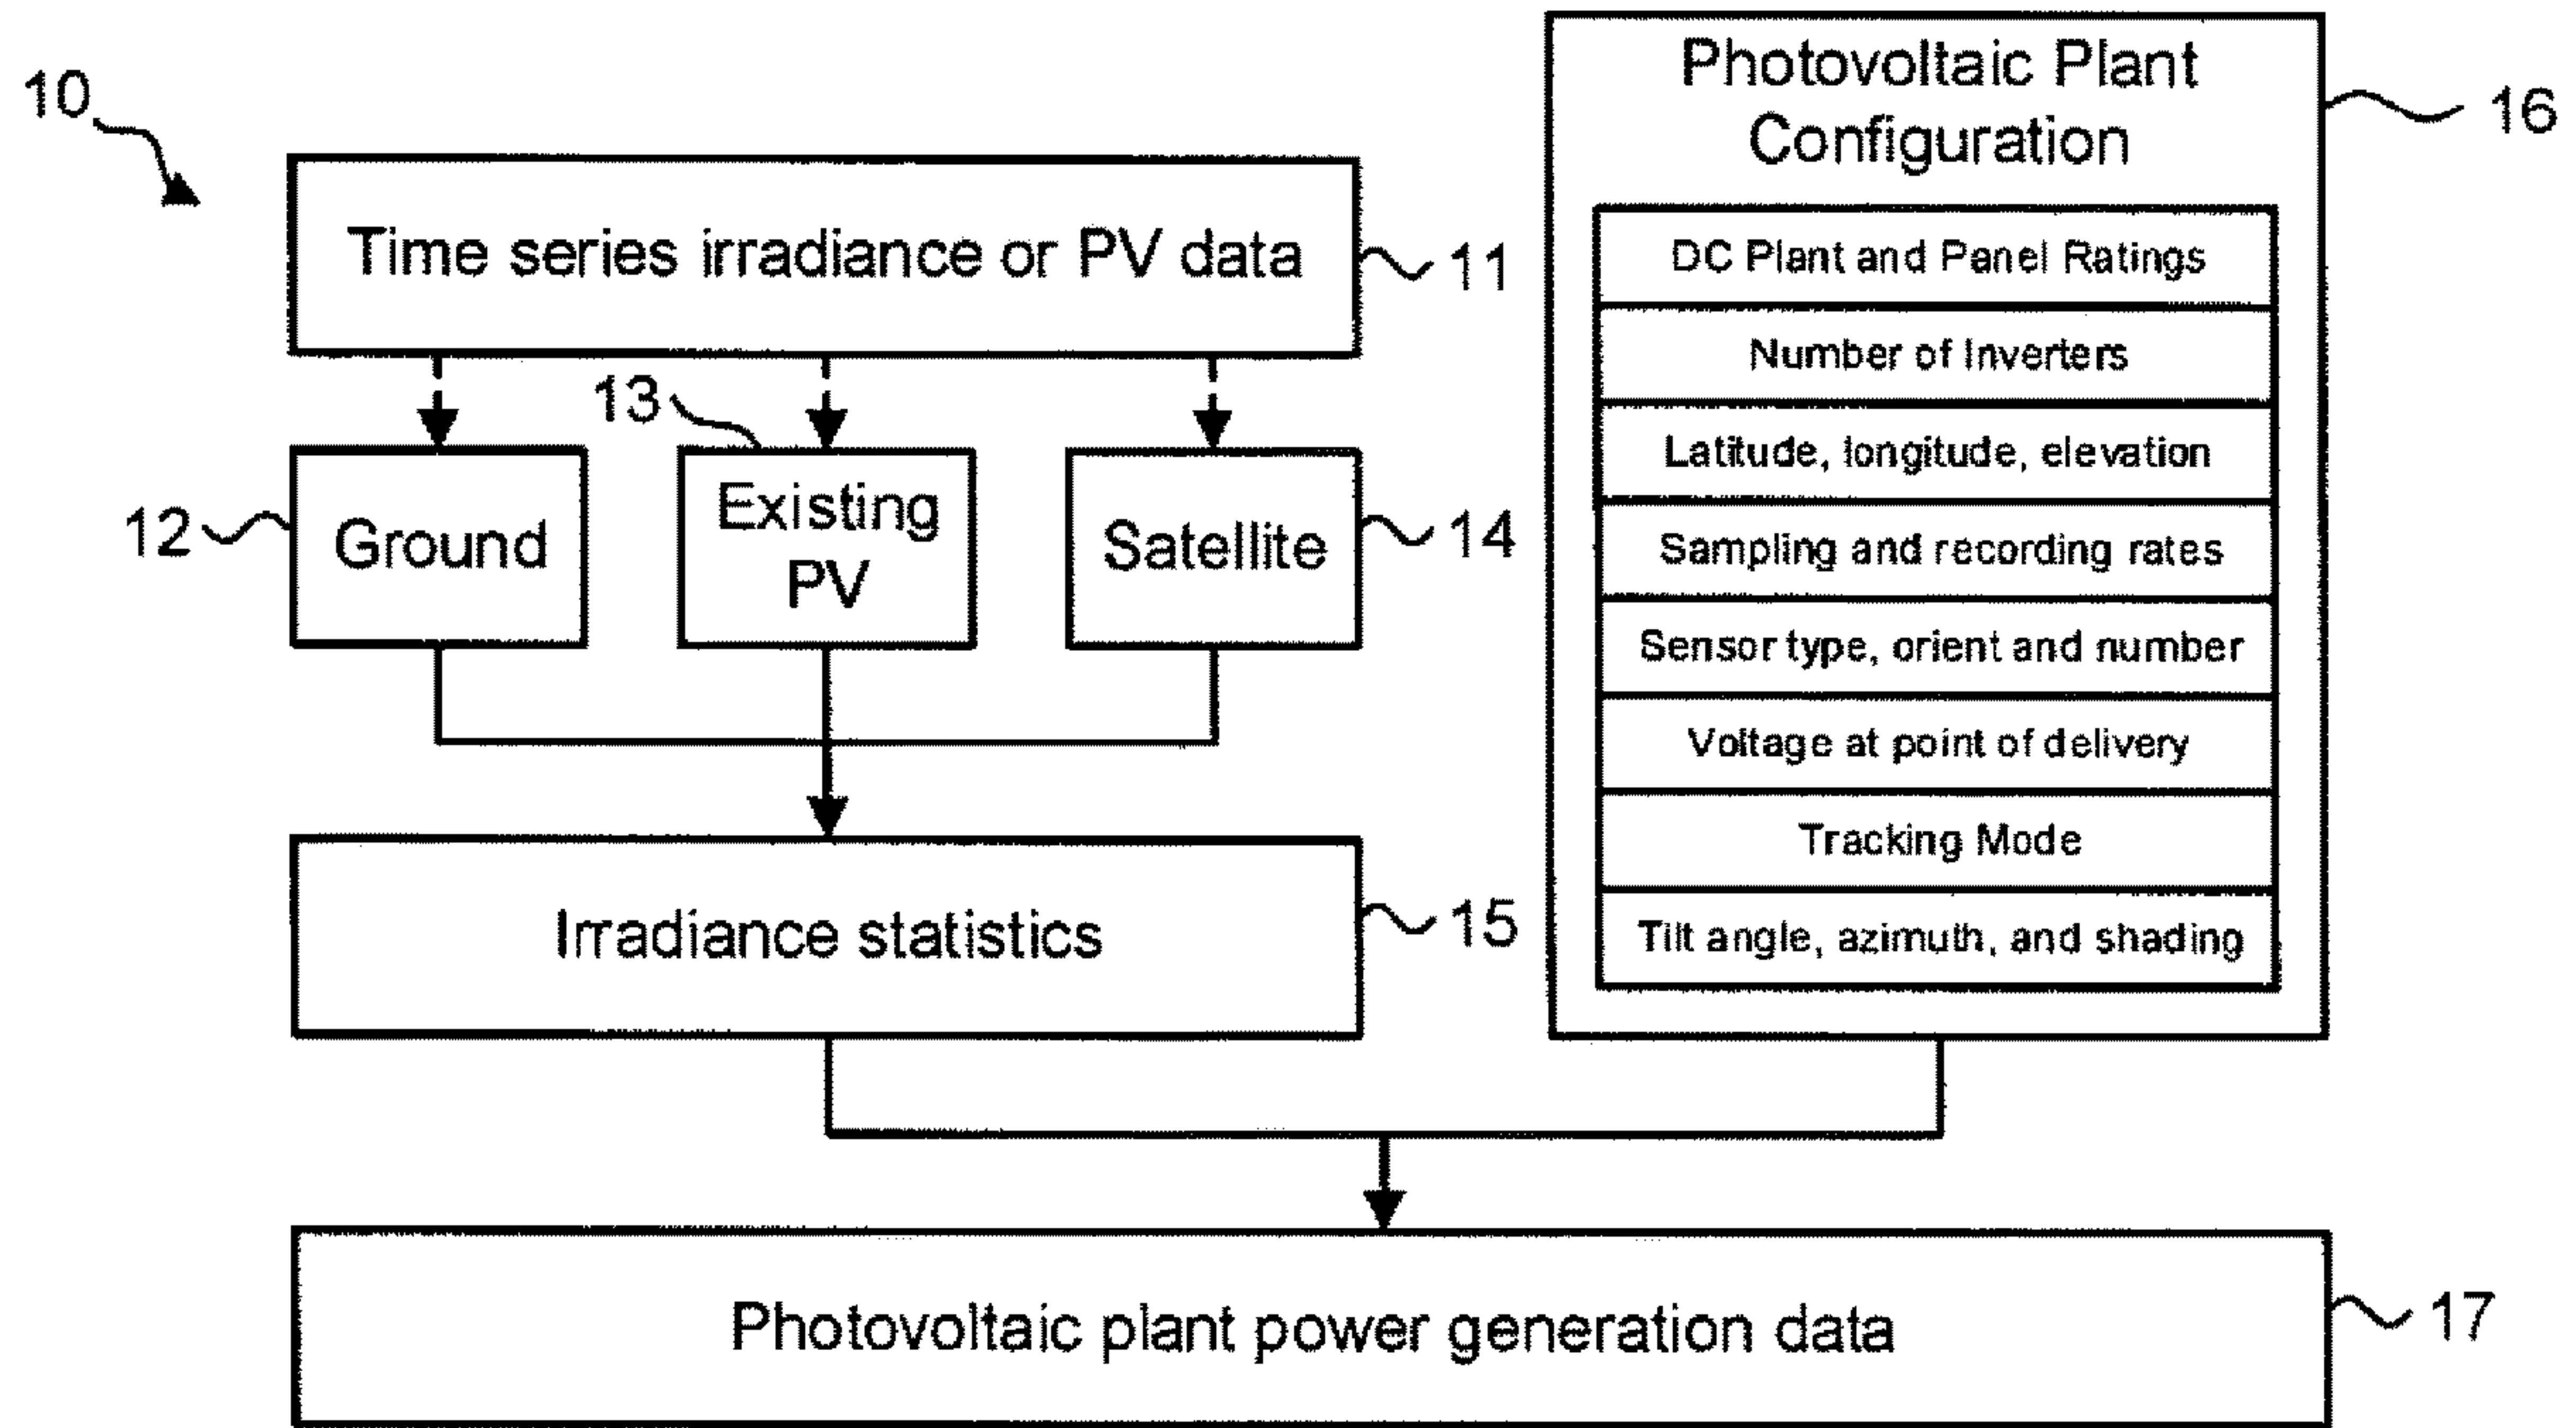 10
Time series irradiance or PV data
11
13
12
Ground
Existing
PV
Satellite
14
Irradiance statistics
15
Photovoltaic Plant
Configuration
16
DC Plant and Panel Ratings
Number of Inverters
Latitude, longitude, elevation
Sampling and recording rates
Sensor type, orient and number
Voltage at point of delivery
Tracking Mode
Tilt angle, azimuth, and shading
Photovoltaic plant power generation data
17